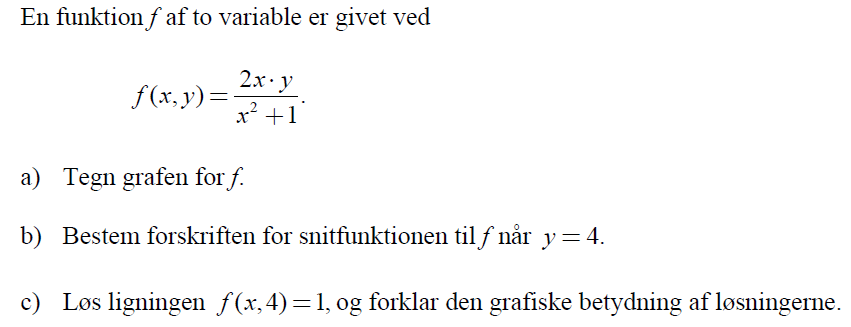 En funktion f af to variable er givet ved
f(x, y) = \frac{2x \cdot y}{x^2 + 1}.
a) Tegn grafen for f.
b) Bestem forskriften for snitfunktionen til f når y = 4.
c) Løs ligningen f(x, 4) = 1, og forklar den grafiske betydning af løsningerne.